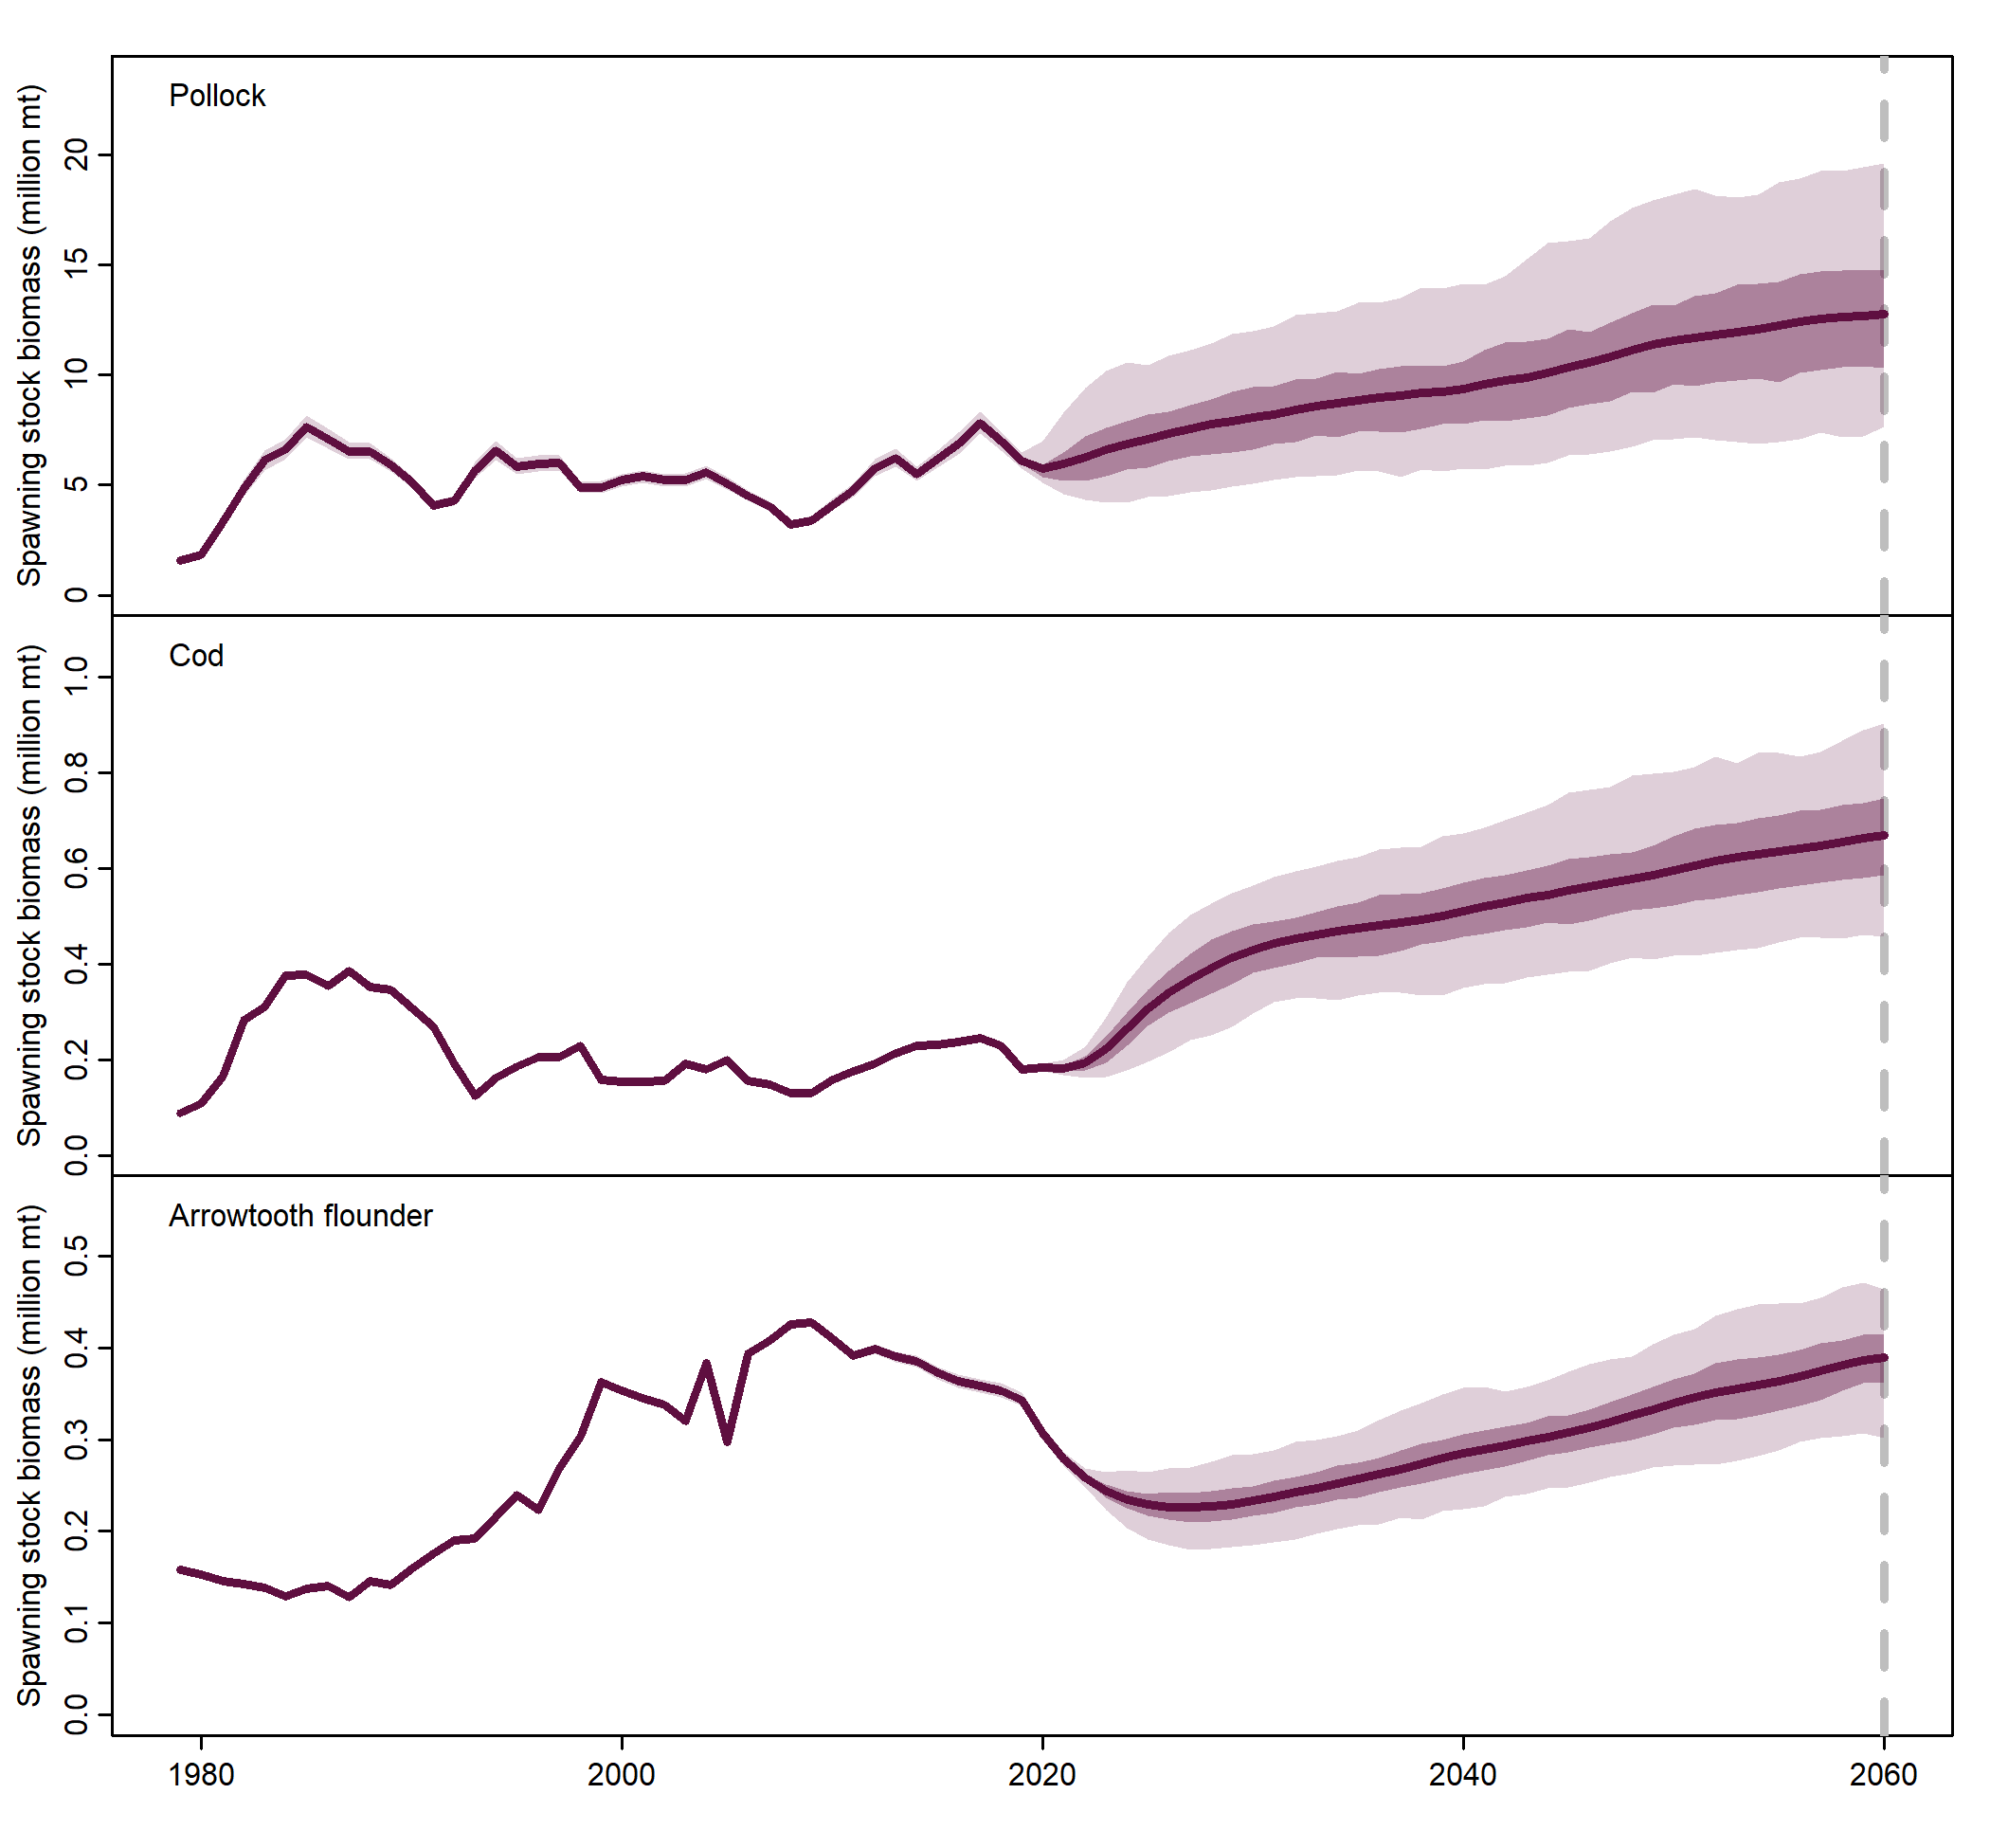 Pollock
Spawning stock biomass (million mt)
20
15
10
5
0
Cod
Spawning stock biomass (million mt)
1.0
0.8
0.6
0.4
0.2
0.0
Arrowtooth flounder
Spawning stock biomass (million mt)
0.5
0.4
0.3
0.2
0.1
0.0
1980 2000 2020 2040 2060